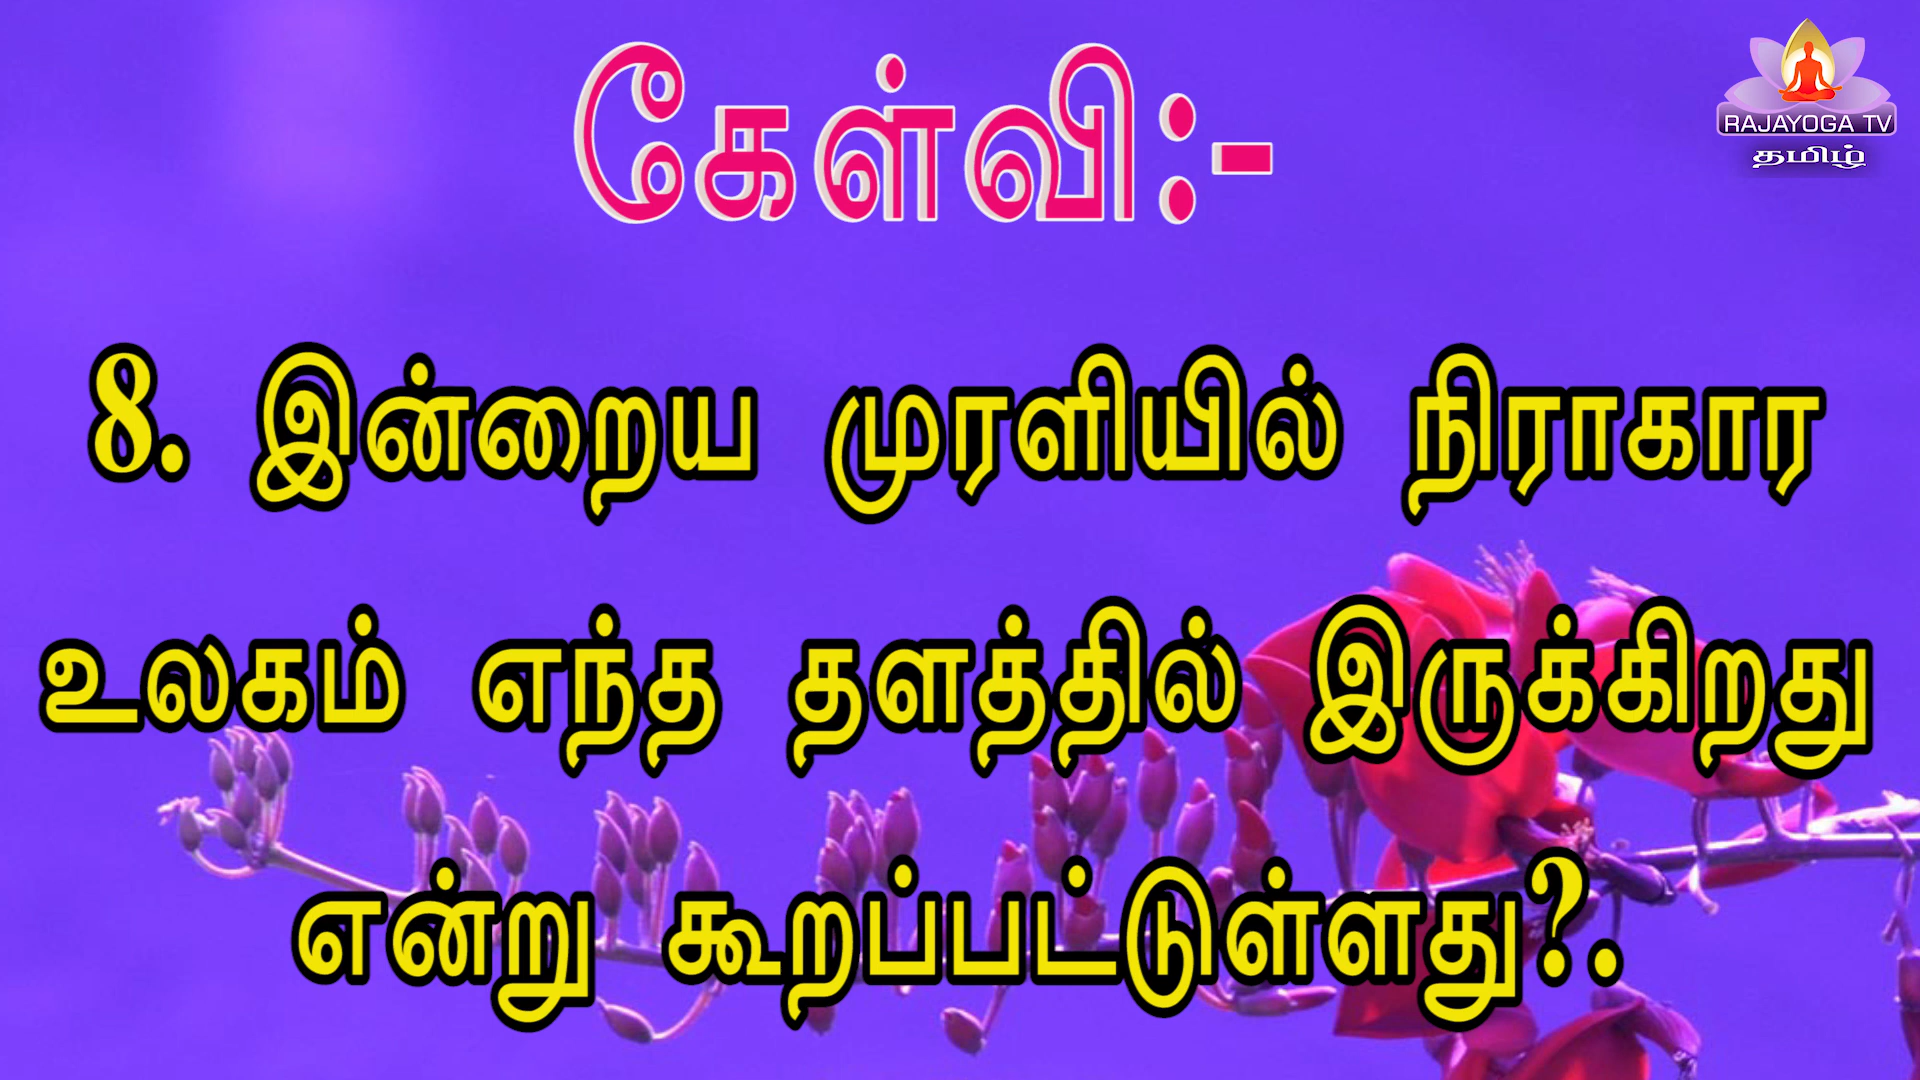 கேள்வி:-
RAJAYOGA TV
தமிழ்
8. இன்றைய முரளியில் நிராகார
உலகம் எந்த தளத்தில் இருக்கிறது
என்று கூறப்பட்டுள்ளது?.